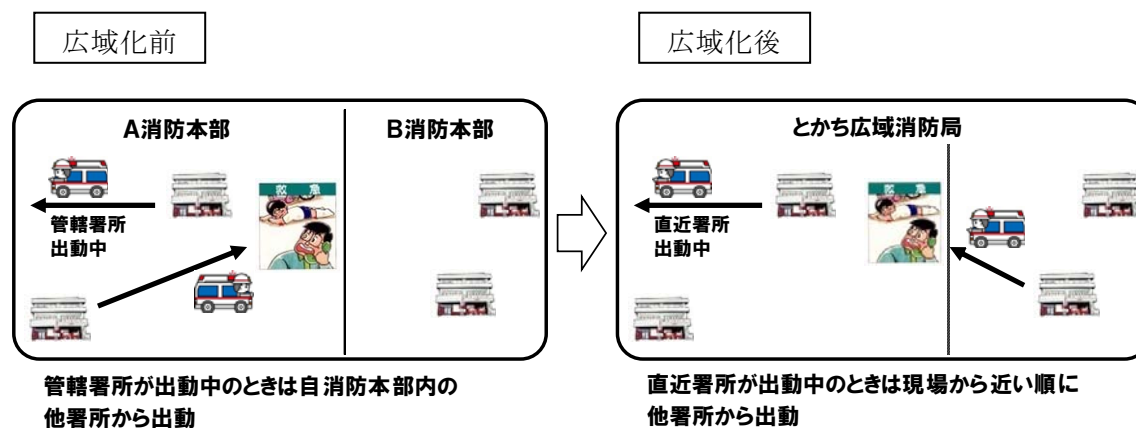 広域化前
A消防本部
B消防本部
救急
管轄署所
出動中
管轄署所が出動中のときは自消防本部内の
他署所から出動
広域化後
とかち広域消防局
救急
直近署所
出動中
直近署所が出動中のときは現場から近い順に
他署所から出動